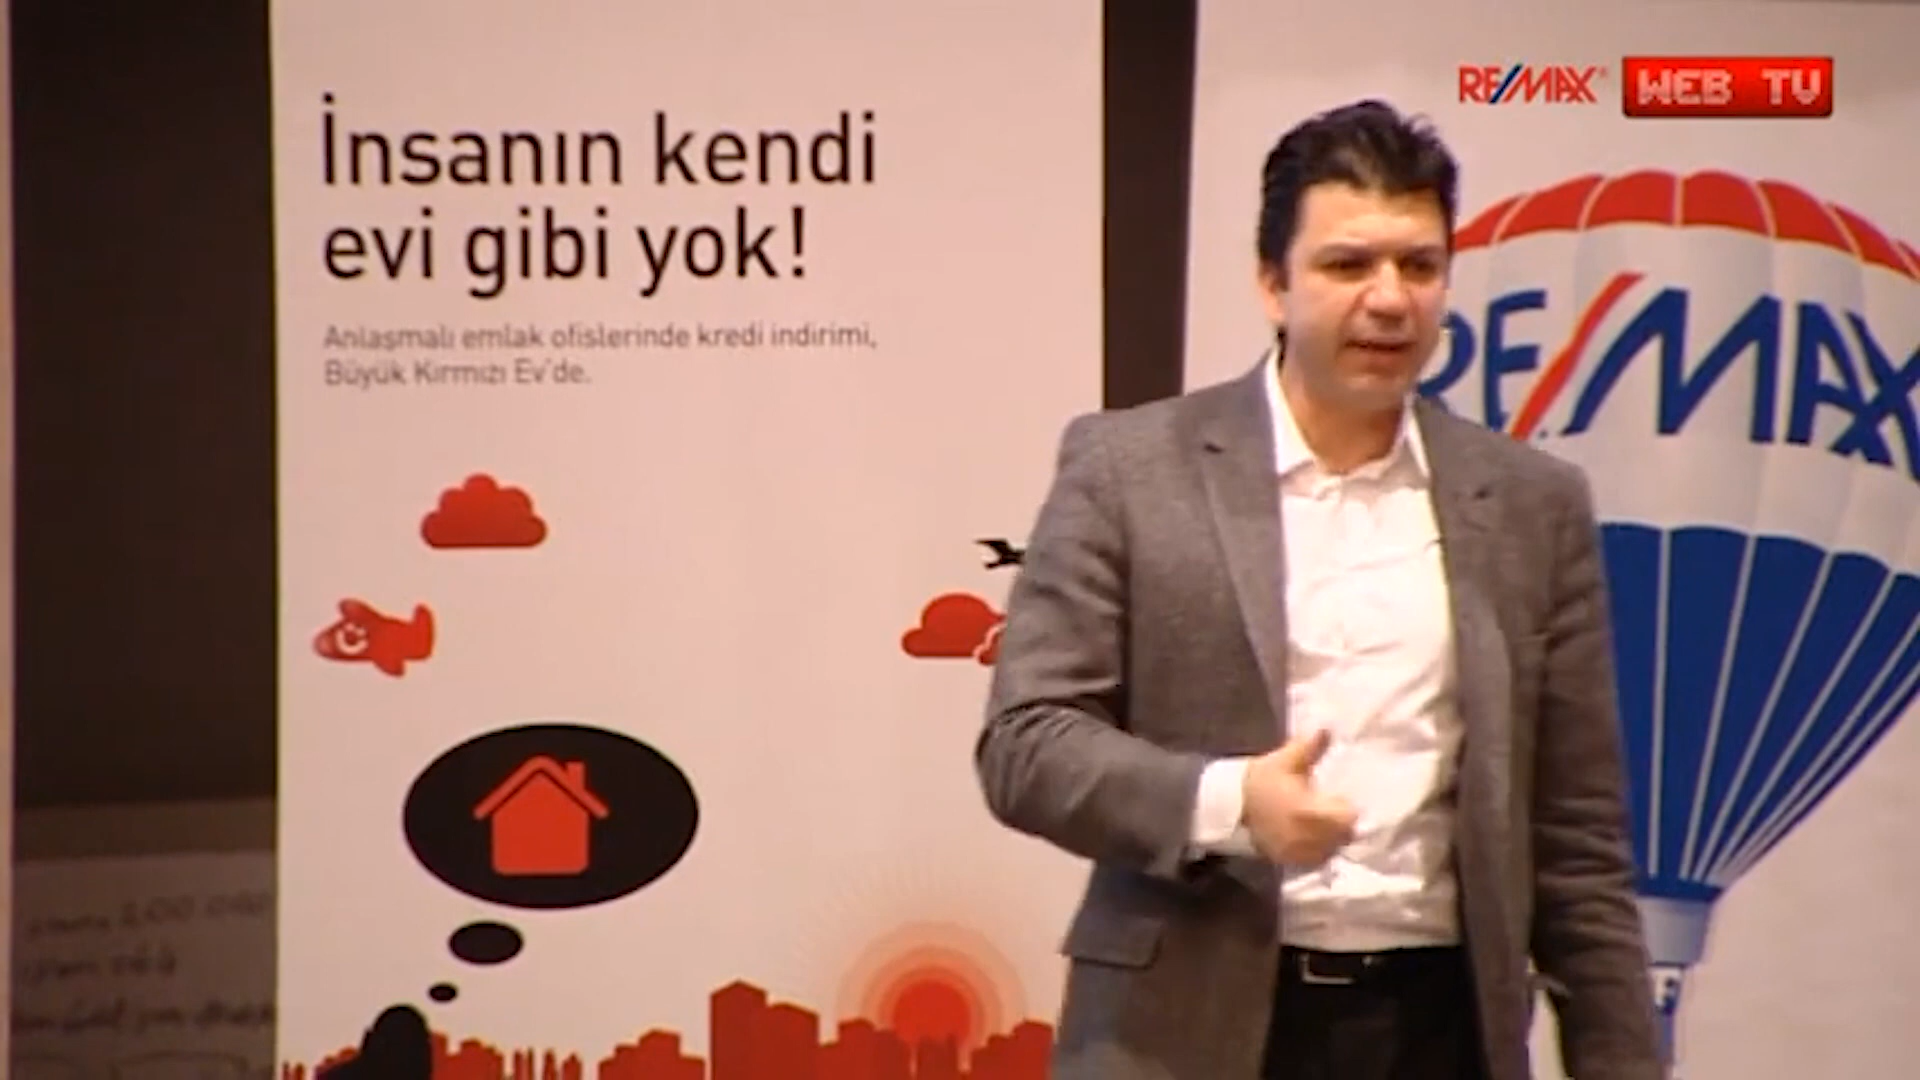 RE/MAX® WEB TV
İnsanın kendi
evi gibi yok!
Anlaşmalı emlak ofislerinde kredi indirimi,
Büyük Kırmızı Ev'de.
RE/MAX